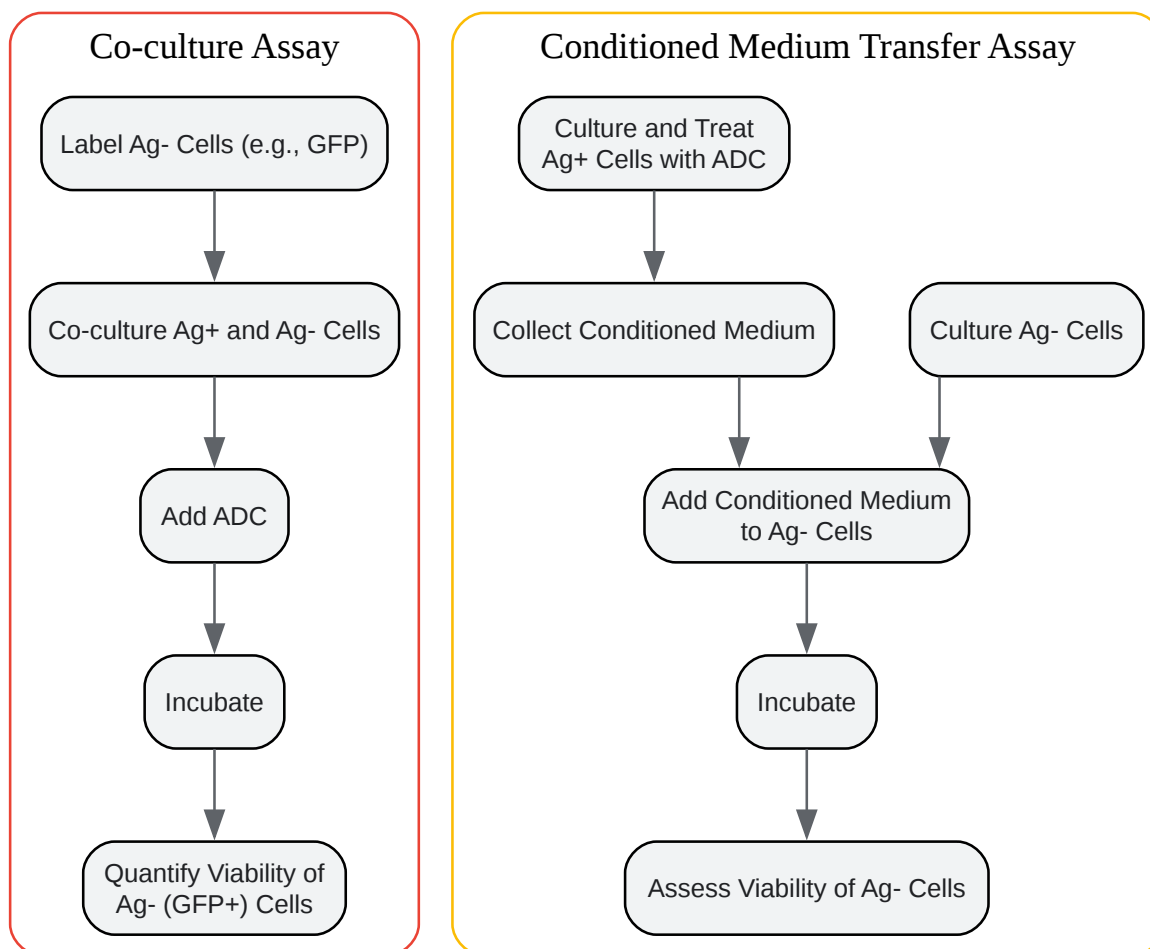 Co-culture Assay
Label Ag- Cells (e.g., GFP)
Co-culture Ag+ and Ag- Cells
Add ADC
Incubate
Quantify Viability of
Ag- (GFP+) Cells
Conditioned Medium Transfer Assay
Culture and Treat
Ag+ Cells with ADC
Collect Conditioned Medium
Culture Ag- Cells
Add Conditioned Medium
to Ag- Cells
Incubate
Assess Viability of Ag- Cells